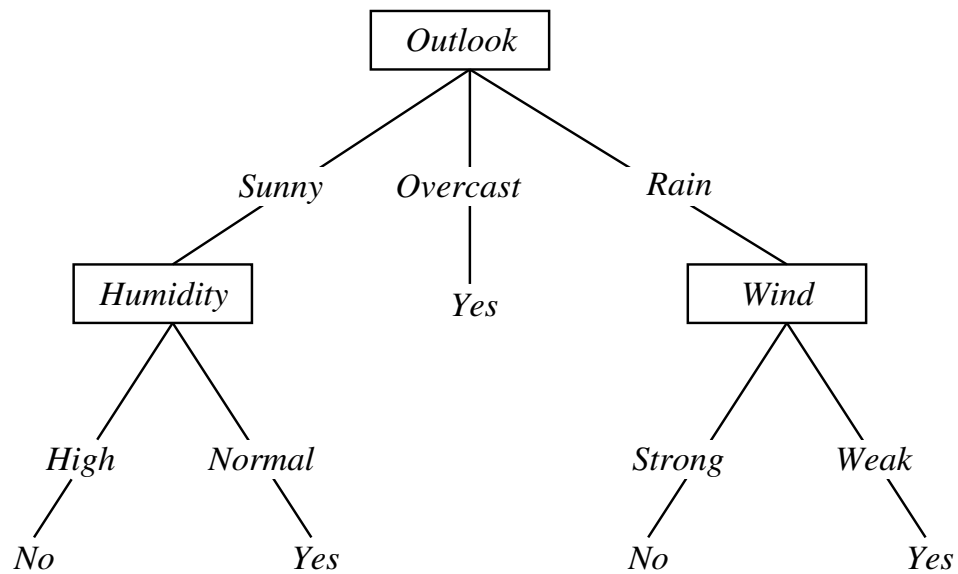 Outlook
Sunny Overcast Rain
Humidity Yes Wind
High Normal Strong Weak
No Yes No Yes